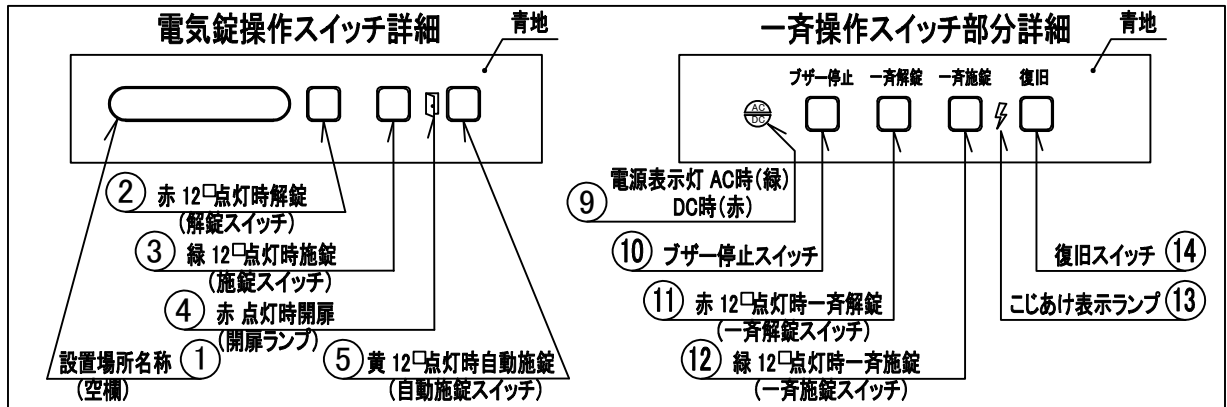 電気錠操作スイッチ詳細
青地
② 赤 12□点灯時解錠
(解錠スイッチ)
③ 緑 12□点灯時施錠
(施錠スイッチ)
④ 赤 点灯時開扉
(開扉ランプ)
設置場所名称 ①
(空欄)
⑤ 黄 12□点灯時自動施錠
(自動施錠スイッチ)
一斉操作スイッチ部分詳細
青地
ブザー停止 一斉解錠 一斉施錠 復旧
AC
DC
⑨ 電源表示灯 AC時(緑)
DC時(赤)
⑩ ブザー停止スイッチ
復旧スイッチ ⑭
⑪ 赤 12□点灯時一斉解錠
(一斉解錠スイッチ)
こじあけ表示ランプ ⑬
⑫ 緑 12□点灯時一斉施錠
(一斉施錠スイッチ)